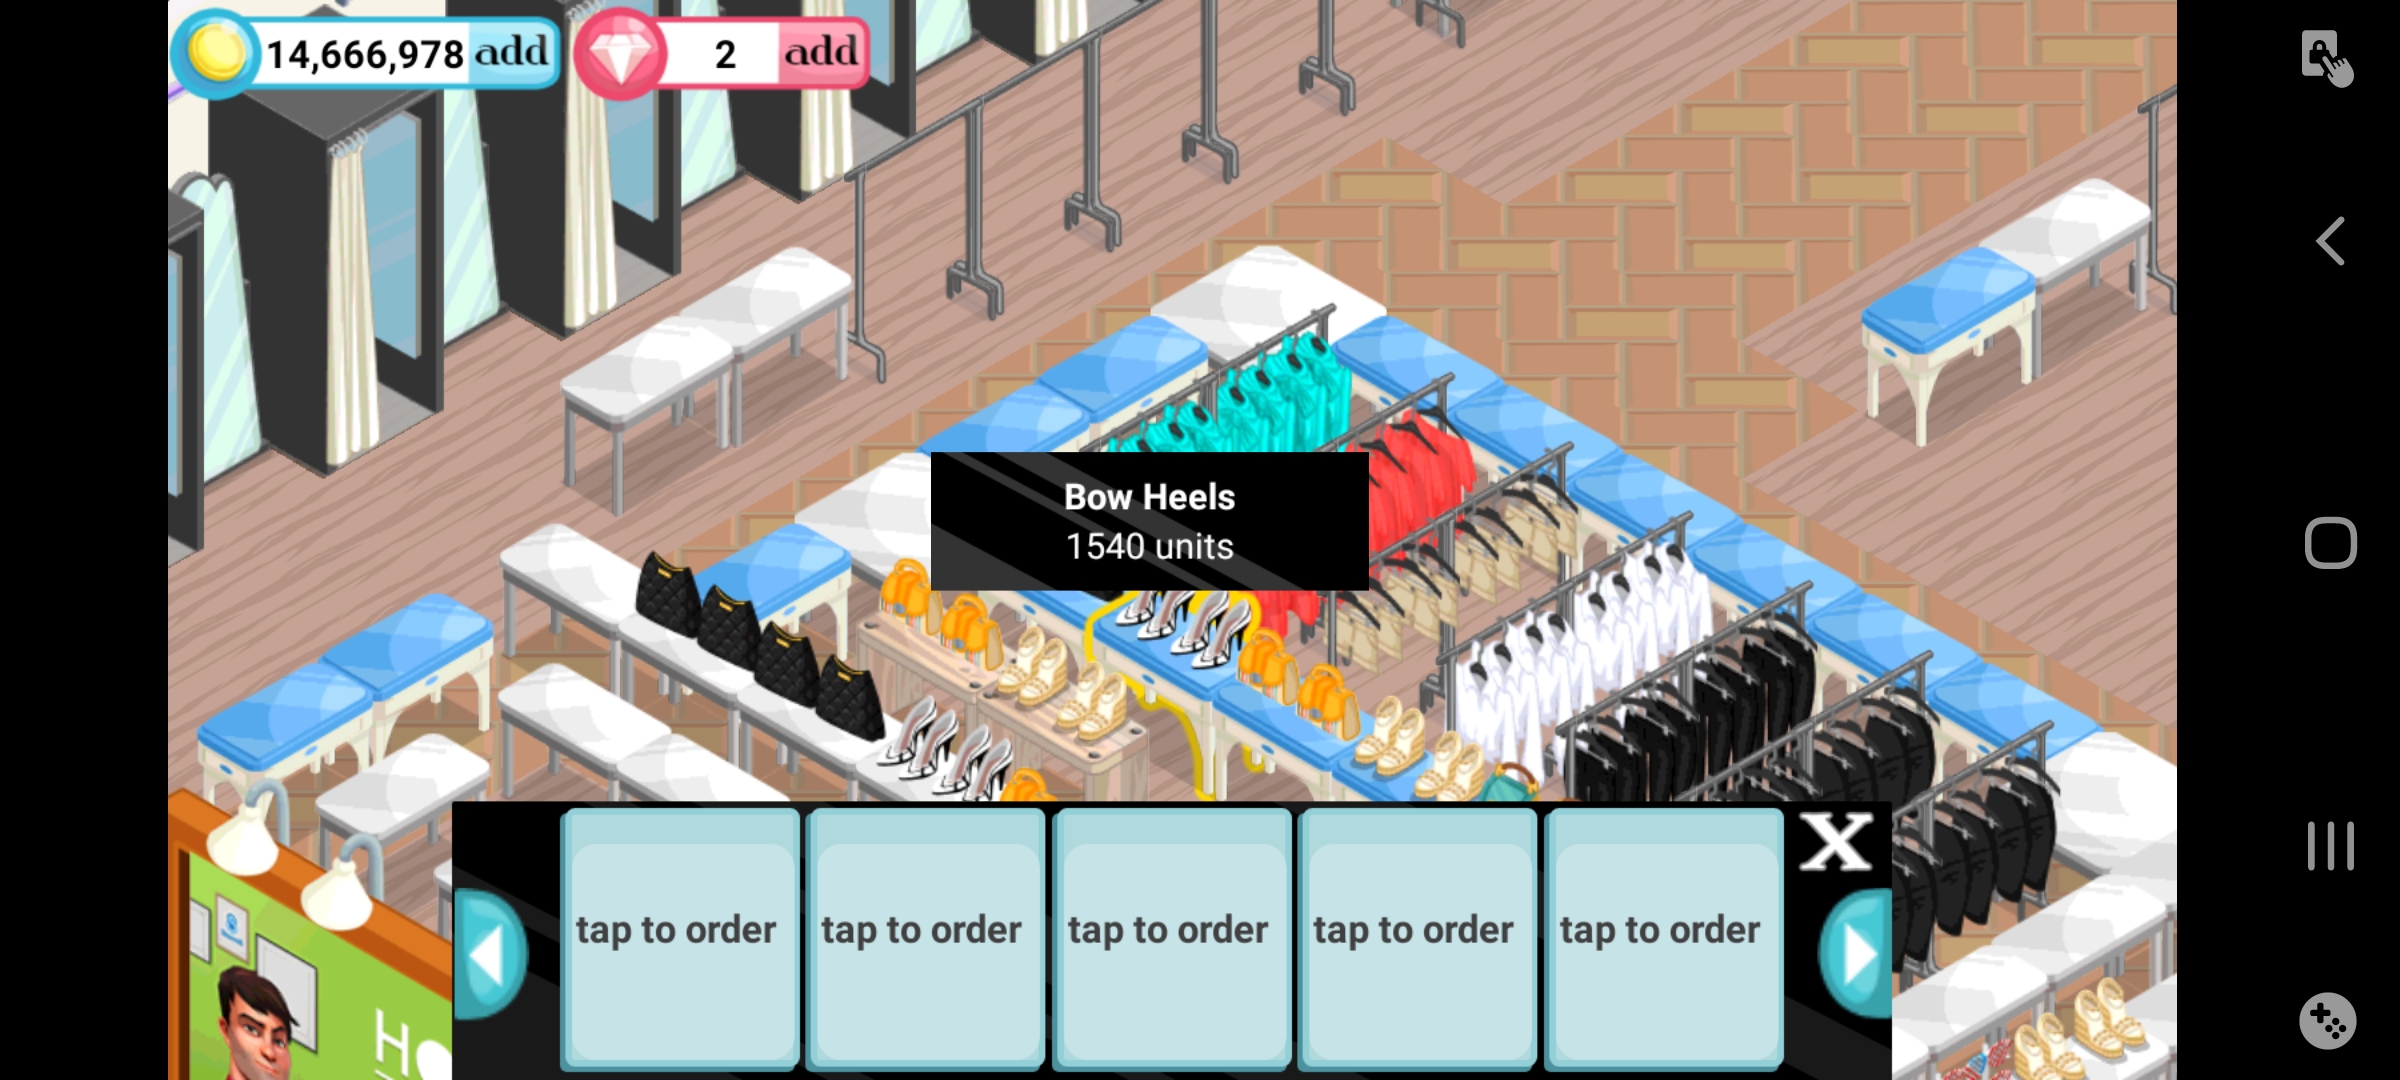 14,666,978 add
2 add
Bow Heels
1540 units
tap to order
tap to order
tap to order
tap to order
tap to order
X
H